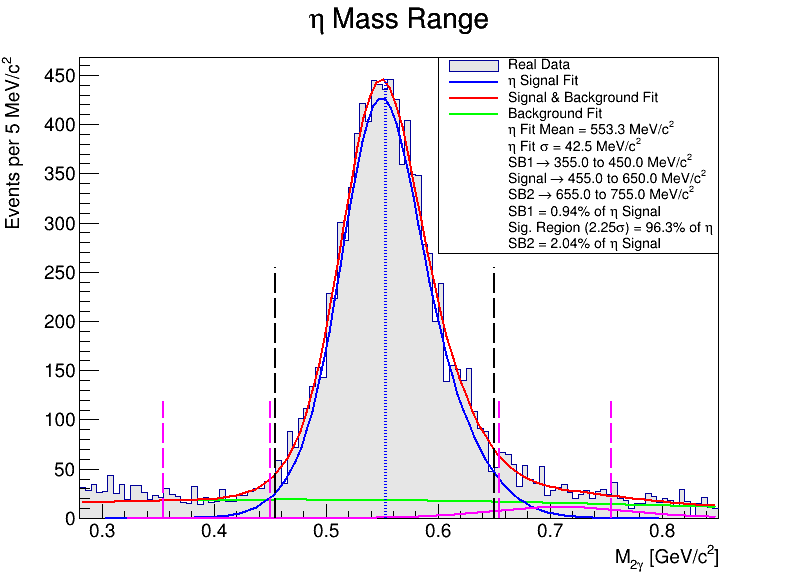 η Mass Range
Events per 5 MeV/c²
450
400
350
300
250
200
150
100
50
0
0.3 0.4 0.5 0.6 0.7 0.8
M₂γ [GeV/c²]
Real Data
η Signal Fit
Signal & Background Fit
Background Fit
η Fit Mean = 553.3 MeV/c²
η Fit σ = 42.5 MeV/c²
SB1 → 355.0 to 450.0 MeV/c²
Signal → 455.0 to 650.0 MeV/c²
SB2 → 655.0 to 755.0 MeV/c²
SB1 = 0.94% of η Signal
Sig. Region (2.25σ) = 96.3% of η
SB2 = 2.04% of η Signal